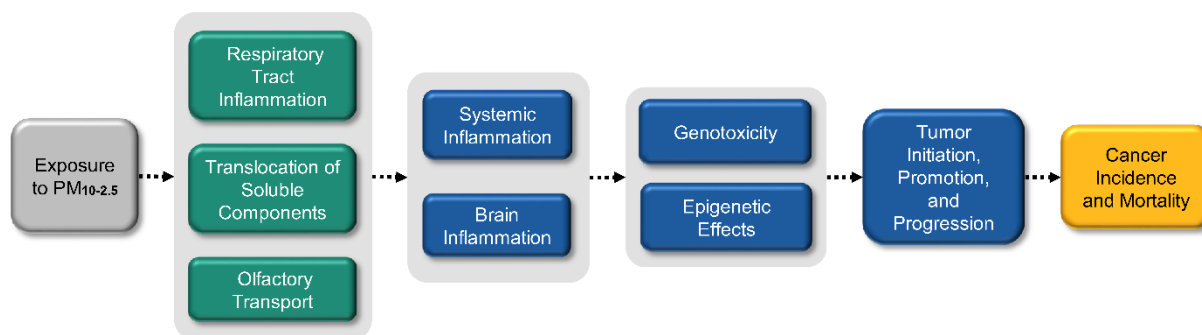 Exposure
to PM10-2.5
Respiratory
Tract
Inflammation
Translocation of
Soluble
Components
Olfactory
Transport
Systemic
Inflammation
Brain
Inflammation
Genotoxicity
Epigenetic
Effects
Tumor
Initiation,
Promotion,
and
Progression
Cancer
Incidence
and Mortality